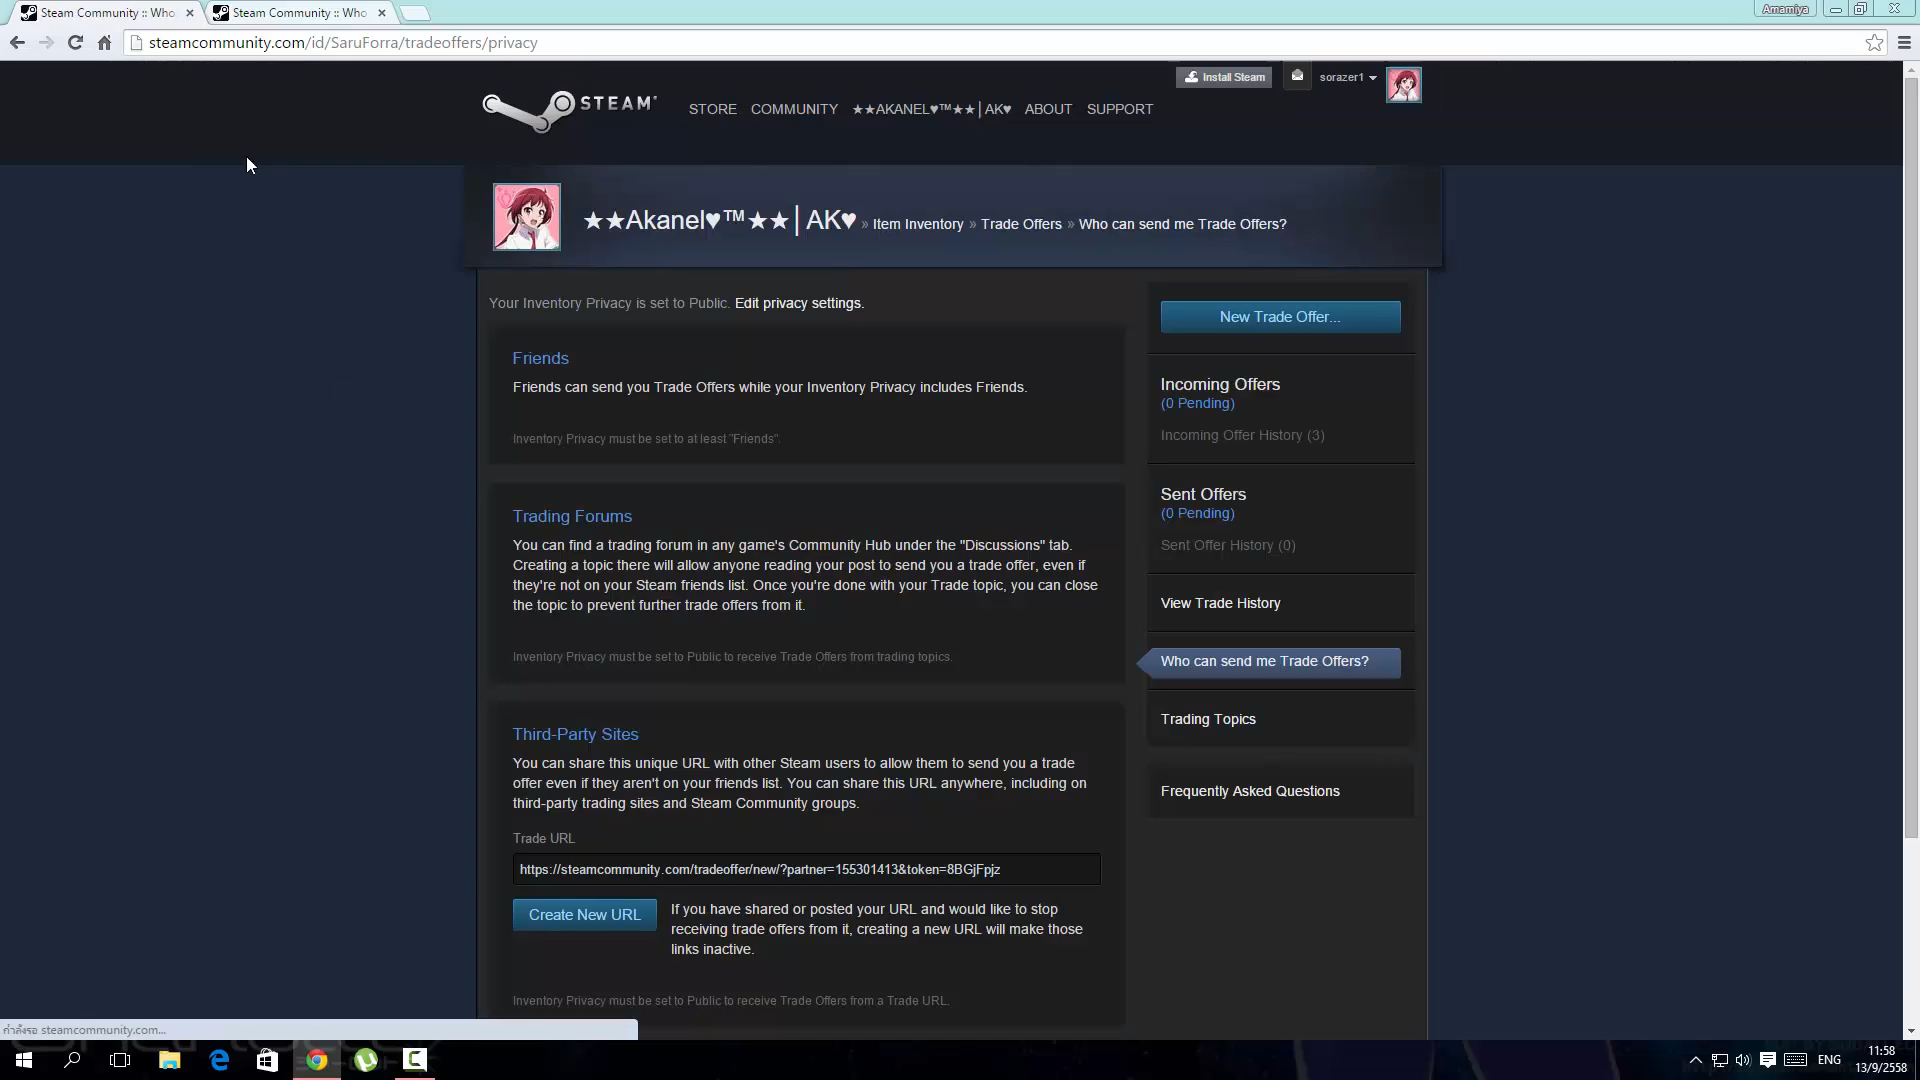 Steam Community :: Who
Steam Community :: Who
Amamiya
steamcommunity.com/id/SaruForra/tradeoffers/privacy
Install Steam
sorazer1
STEAM
STORE COMMUNITY ★★AKANEL♥™★★│AK♥ ABOUT SUPPORT
★★Akanel♥™★★│AK♥ » Item Inventory » Trade Offers » Who can send me Trade Offers?
Your Inventory Privacy is set to Public. Edit privacy settings.
Friends
Friends can send you Trade Offers while your Inventory Privacy includes Friends.
Inventory Privacy must be set to at least "Friends".
Trading Forums
You can find a trading forum in any game's Community Hub under the "Discussions" tab.
Creating a topic there will allow anyone reading your post to send you a trade offer, even if
they're not on your Steam friends list. Once you're done with your Trade topic, you can close
the topic to prevent further trade offers from it.
Inventory Privacy must be set to Public to receive Trade Offers from trading topics.
Third-Party Sites
You can share this unique URL with other Steam users to allow them to send you a trade
offer even if they aren't on your friends list. You can share this URL anywhere, including on
third-party trading sites and Steam Community groups.
Trade URL
https://steamcommunity.com/tradeoffer/new/?partner=155301413&token=8BGjFpjz
Create New URL
If you have shared or posted your URL and would like to stop
receiving trade offers from it, creating a new URL will make those
links inactive.
Inventory Privacy must be set to Public to receive Trade Offers from a Trade URL.
New Trade Offer...
Incoming Offers
(0 Pending)
Incoming Offer History (3)
Sent Offers
(0 Pending)
Sent Offer History (0)
View Trade History
Who can send me Trade Offers?
Trading Topics
Frequently Asked Questions
กำลังรอ steamcommunity.com...
ENG
11:58
13/9/2558